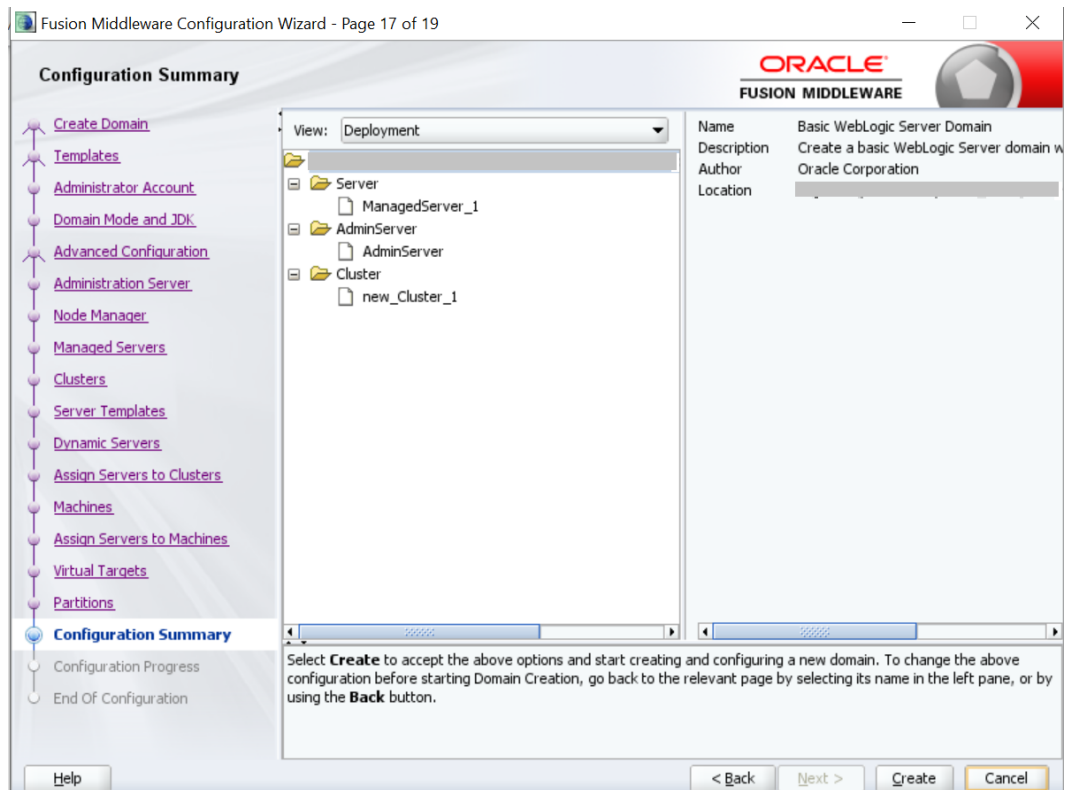 Fusion Middleware Configuration Wizard - Page 17 of 19
Configuration Summary
ORACLE
FUSION MIDDLEWARE
Create Domain
Templates
Administrator Account
Domain Mode and JDK
Advanced Configuration
Administration Server
Node Manager
Managed Servers
Clusters
Server Templates
Dynamic Servers
Assign Servers to Clusters
Machines
Assign Servers to Machines
Virtual Targets
Partitions
Configuration Summary
Configuration Progress
End Of Configuration
View: Deployment
Server
ManagedServer_1
AdminServer
AdminServer
Cluster
new_Cluster_1
Name Basic WebLogic Server Domain
Description Create a basic WebLogic Server domain w
Author Oracle Corporation
Location
Select Create to accept the above options and start creating and configuring a new domain. To change the above
configuration before starting Domain Creation, go back to the relevant page by selecting its name in the left pane, or by
using the Back button.
Help
< Back
Next >
Create
Cancel